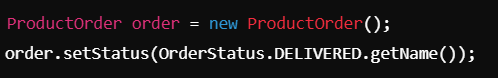 ProductOrder order = new ProductOrder();
order.setStatus(OrderStatus.DELIVERED.getName());